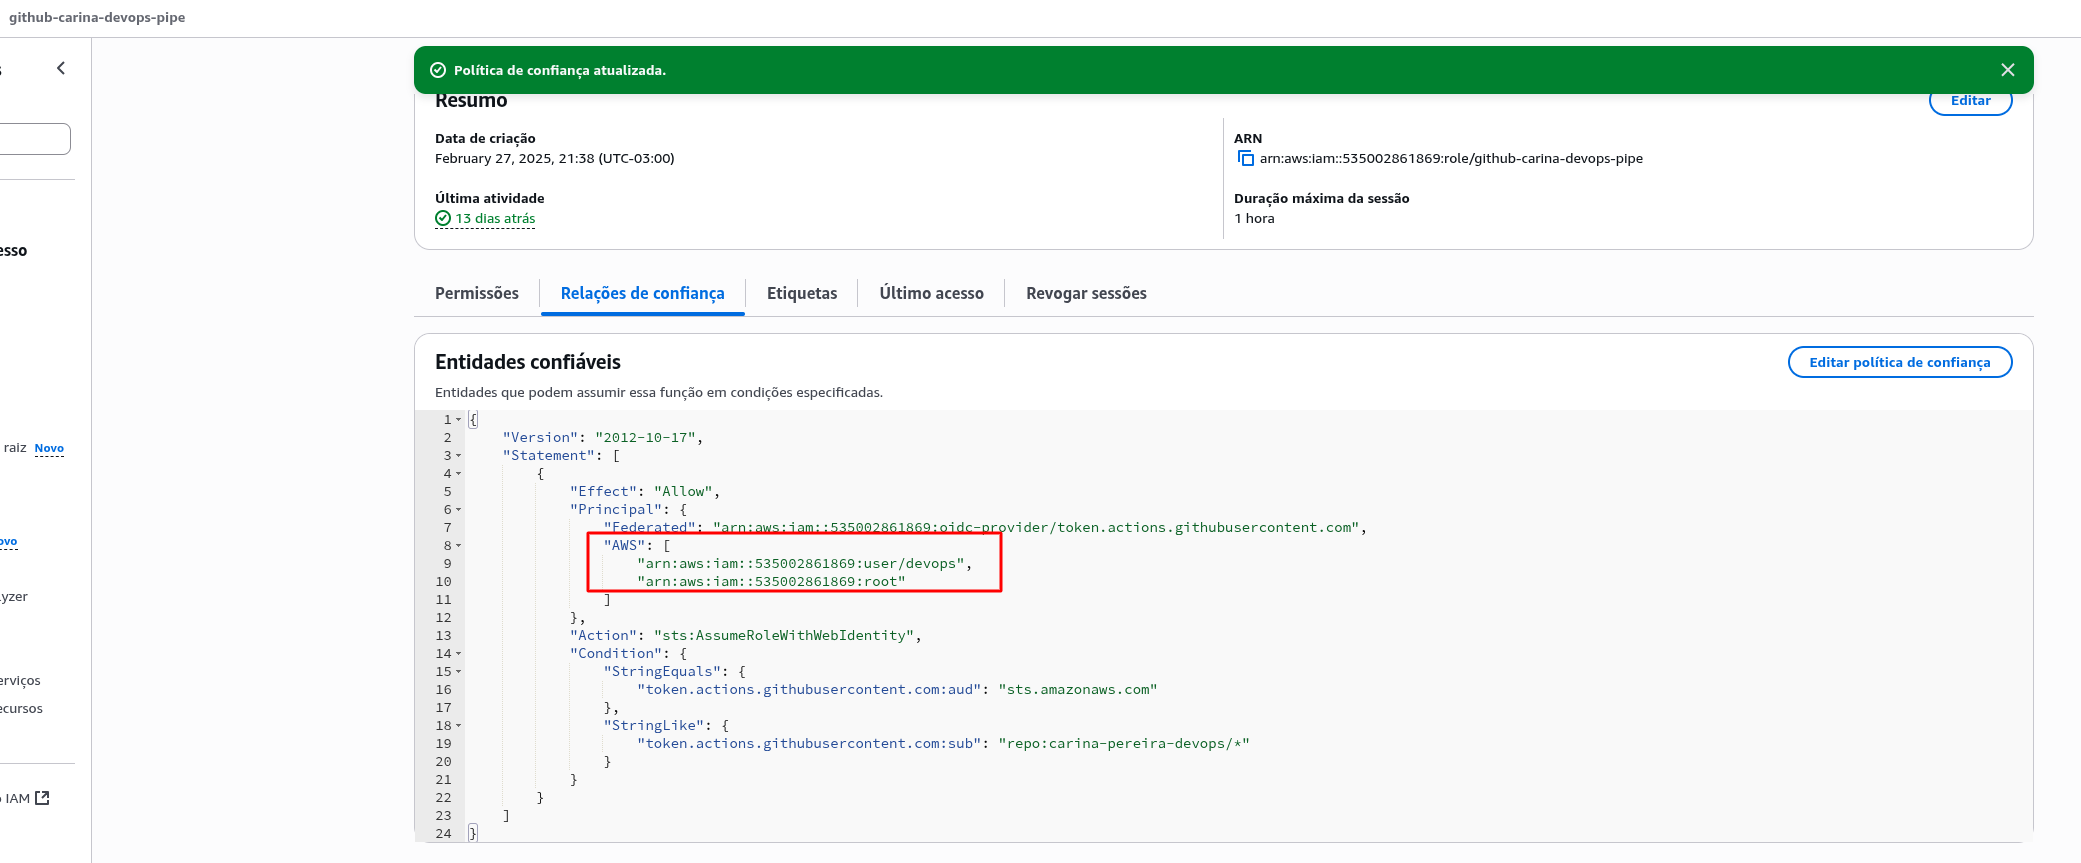 github-carina-devops-pipe
Política de confiança atualizada.
Resumo
Editar
Data de criação
February 27, 2025, 21:38 (UTC-03:00)
ARN
arn:aws:iam::535002861869:role/github-carina-devops-pipe
Última atividade
13 dias atrás
Duração máxima da sessão
1 hora
esso
raiz Novo
ovo
lyzer
erviços
ecursos
o IAM
Permissões
Relações de confiança
Etiquetas
Último acesso
Revogar sessões
Entidades confiáveis
Editar política de confiança
Entidades que podem assumir essa função em condições especificadas.
1 {
2 "Version": "2012-10-17",
3 "Statement": [
4 {
5 "Effect": "Allow",
6 "Principal": {
7 "Federated": "arn:aws:iam::535002861869:oidc-provider/token.actions.githubusercontent.com",
8 "AWS": [
9 "arn:aws:iam::535002861869:user/devops",
10 "arn:aws:iam::535002861869:root"
11 ]
12 },
13 "Action": "sts:AssumeRoleWithWebIdentity",
14 "Condition": {
15 "StringEquals": {
16 "token.actions.githubusercontent.com:aud": "sts.amazonaws.com"
17 },
18 "StringLike": {
19 "token.actions.githubusercontent.com:sub": "repo:carina-pereira-devops/*"
20 }
21 }
22 }
23 ]
24 }